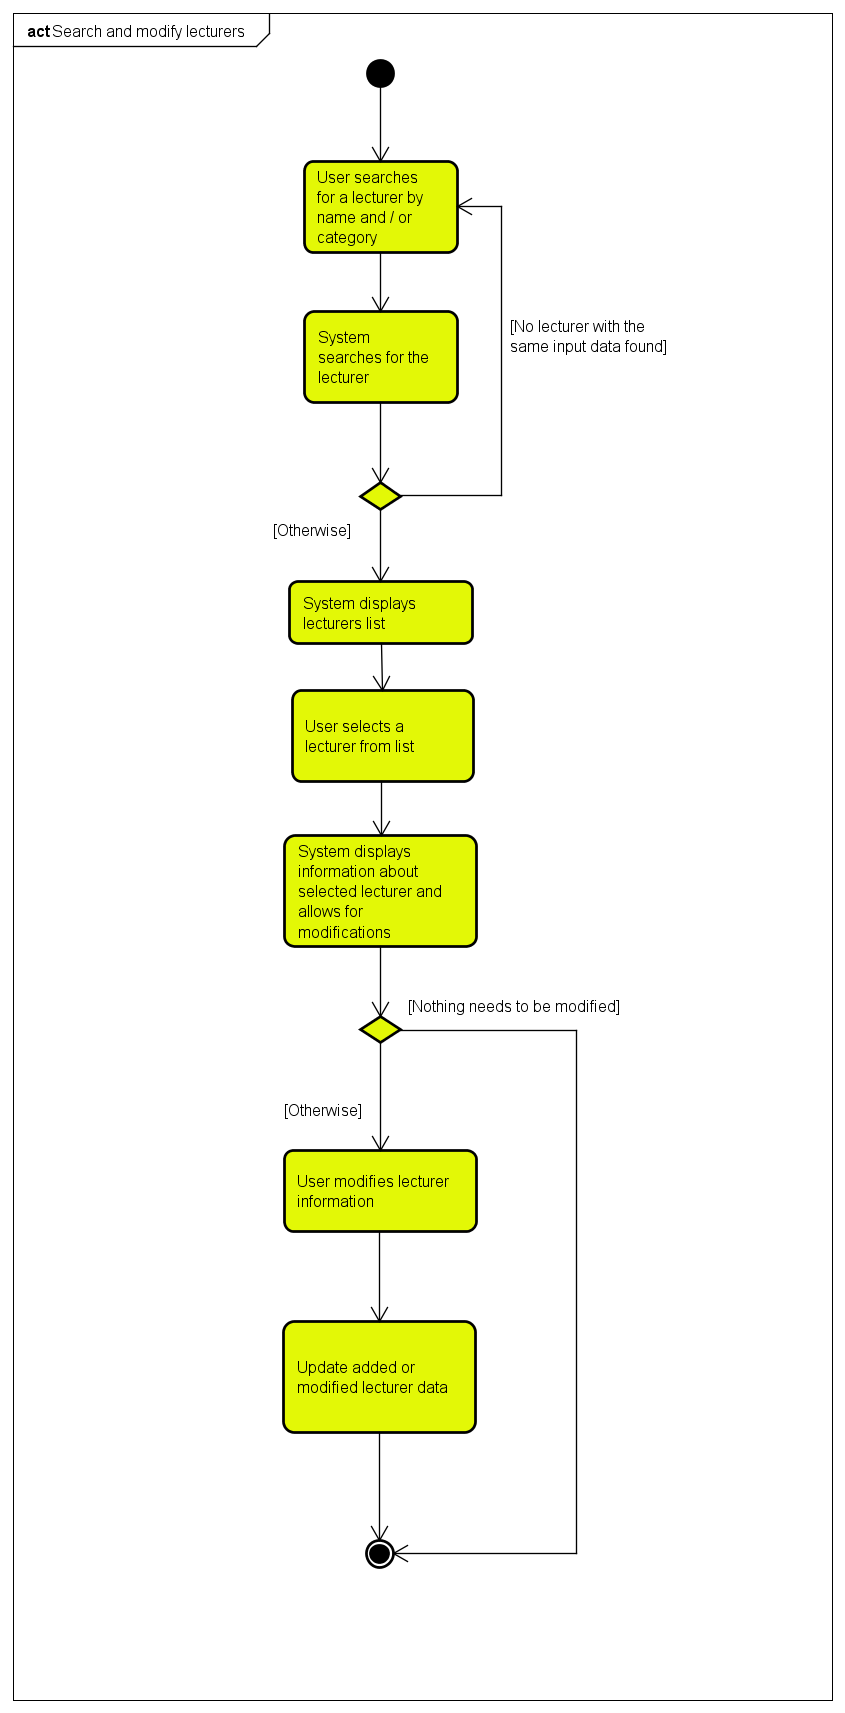 act Search and modify lecturers
User searches
for a lecturer by
name and / or
category
[No lecturer with the
same input data found]
System
searches for the
lecturer
[Otherwise]
System displays
lecturers list
User selects a
lecturer from list
System displays
information about
selected lecturer and
allows for
modifications
[Nothing needs to be modified]
[Otherwise]
User modifies lecturer
information
Update added or
modified lecturer data